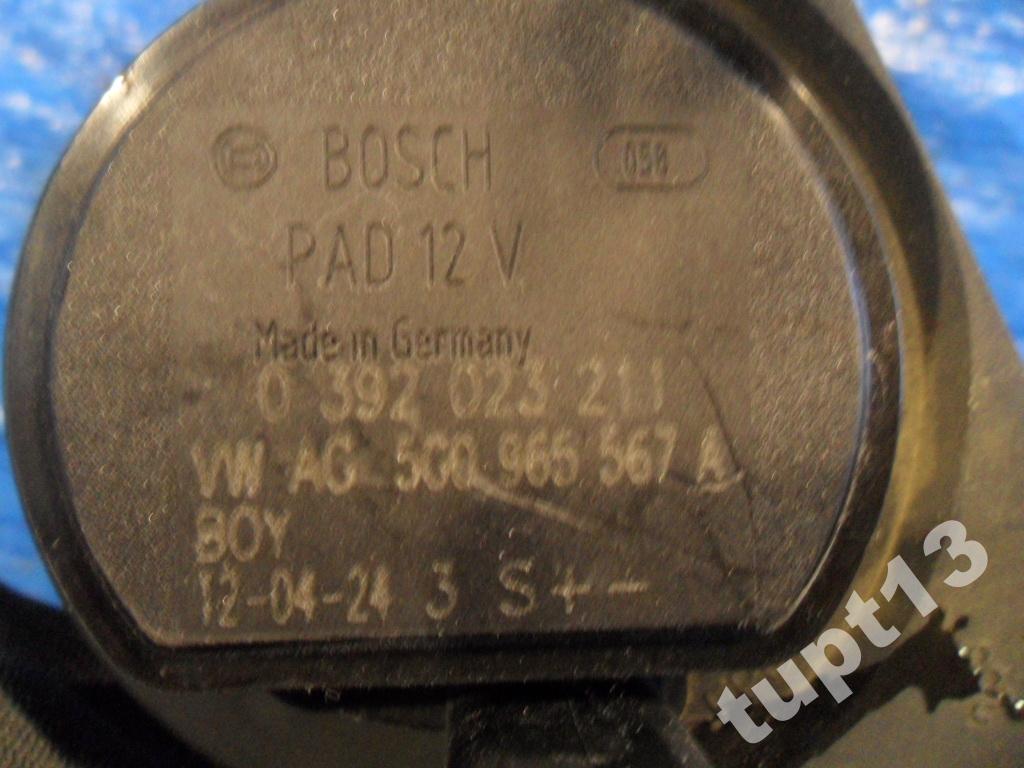 BOSCH 058
PAD 12 V
Made in Germany
0 392 023 211
VW AG 5G0 965 567 A
BOY
12-04-24 3 S + -
tupt13